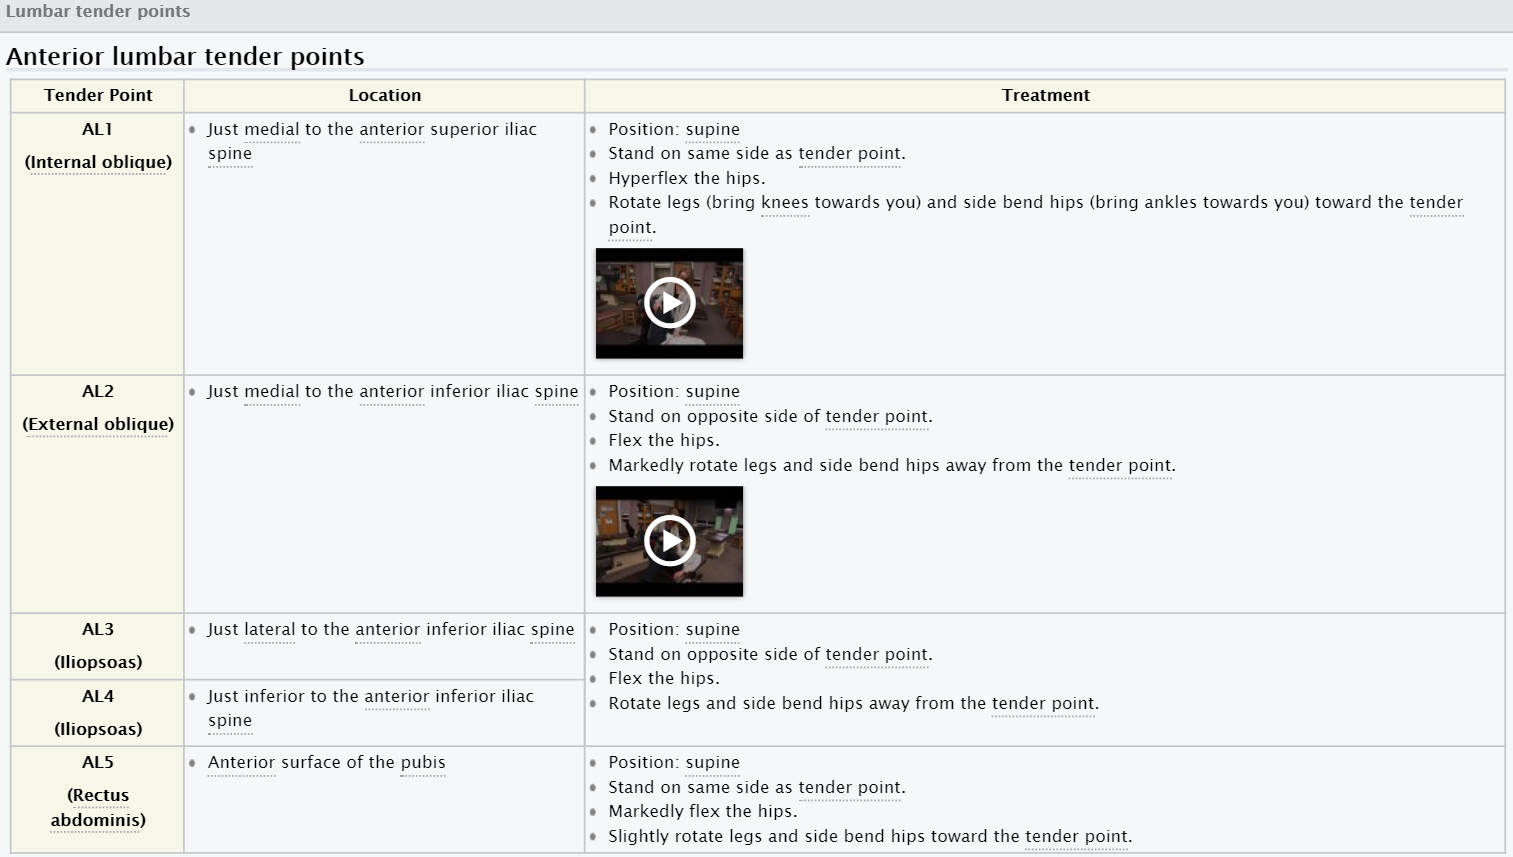 Lumbar tender points
Anterior lumbar tender points
Tender Point
Location
Treatment
AL1
(Internal oblique)
Just medial to the anterior superior iliac
spine
Position: supine
Stand on same side as tender point.
Hyperflex the hips.
Rotate legs (bring knees towards you) and side bend hips (bring ankles towards you) toward the tender
point.
AL2
(External oblique)
Just medial to the anterior inferior iliac spine
Position: supine
Stand on opposite side of tender point.
Flex the hips.
Markedly rotate legs and side bend hips away from the tender point.
AL3
(Iliopsoas)
Just lateral to the anterior inferior iliac spine
AL4
(Iliopsoas)
Just inferior to the anterior inferior iliac
spine
Position: supine
Stand on opposite side of tender point.
Flex the hips.
Rotate legs and side bend hips away from the tender point.
AL5
(Rectus
abdominis)
Anterior surface of the pubis
Position: supine
Stand on same side as tender point.
Markedly flex the hips.
Slightly rotate legs and side bend hips toward the tender point.